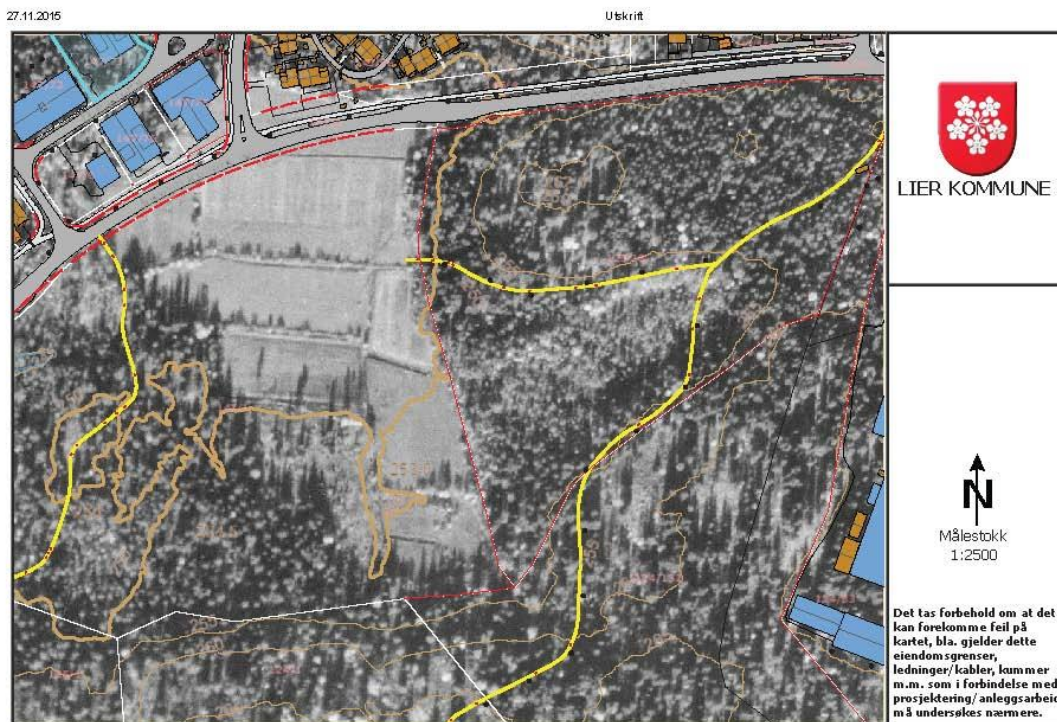 27.11.2015
Utskrift
LIER KOMMUNE
N
Målestokk
1:2500
Det tas forbehold om at det
kan forekomme feil på
kartet, bla. gjelder dette
eiendomsgrenser,
ledninger/kabler, kummer
m.m. som i forbindelse med
prosjektering/anleggsarbeid
må undersøkes nærmere.